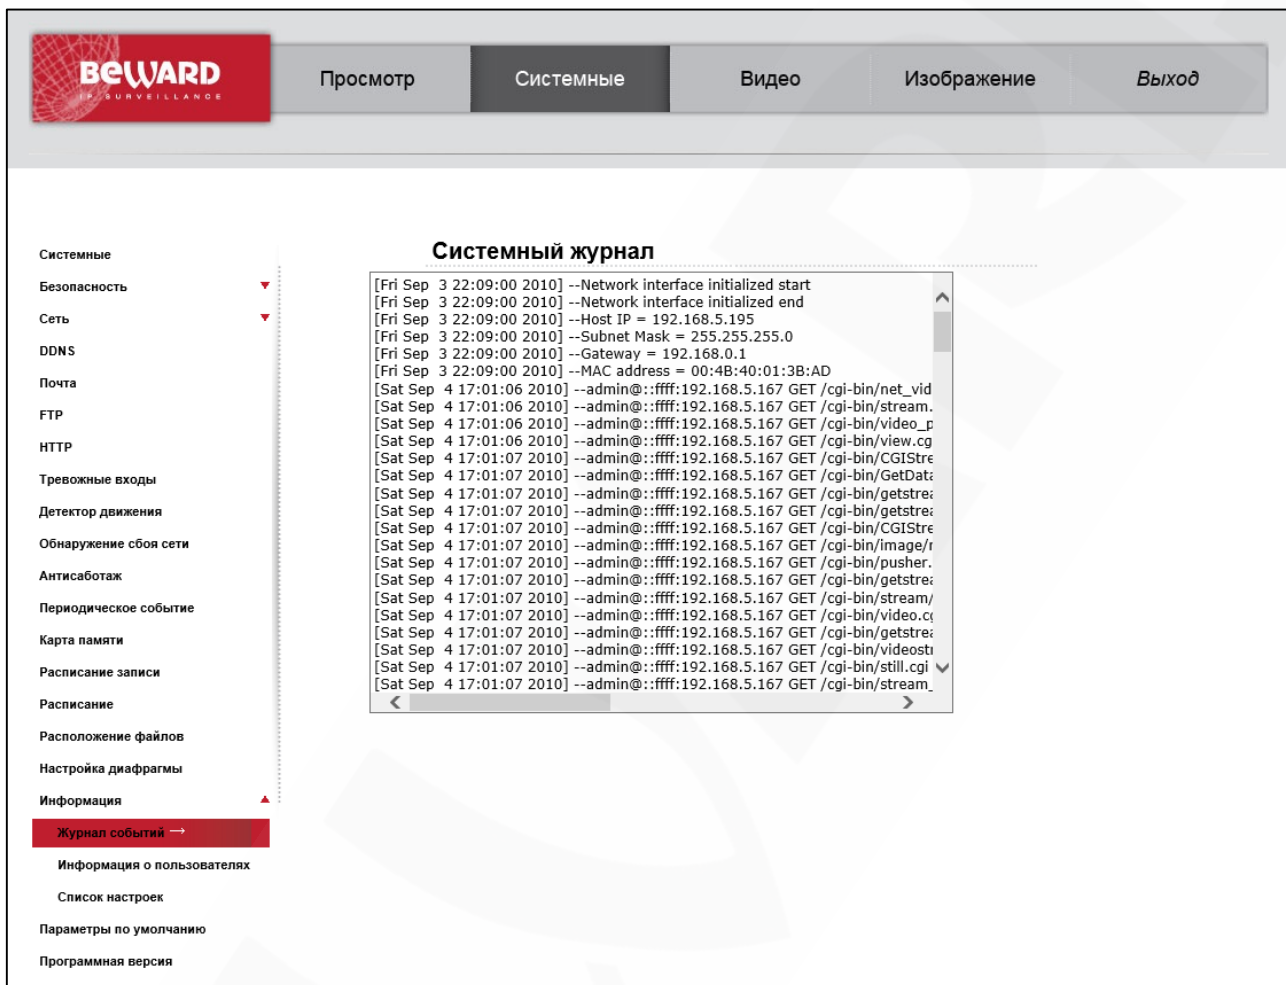 BEWARD
IP SURVEILLANCE
Просмотр
Системные
Видео
Изображение
Выход
Системные
Безопасность
Сеть
DDNS
Почта
FTP
HTTP
Тревожные входы
Детектор движения
Обнаружение сбоя сети
Антисаботаж
Периодическое событие
Карта памяти
Расписание записи
Расписание
Расположение файлов
Настройка диафрагмы
Информация
Журнал событий →
Информация о пользователях
Список настроек
Параметры по умолчанию
Программная версия
Системный журнал
[Fri Sep  3 22:09:00 2010] --Network interface initialized start
[Fri Sep  3 22:09:00 2010] --Network interface initialized end
[Fri Sep  3 22:09:00 2010] --Host IP = 192.168.5.195
[Fri Sep  3 22:09:00 2010] --Subnet Mask = 255.255.255.0
[Fri Sep  3 22:09:00 2010] --Gateway = 192.168.0.1
[Fri Sep  3 22:09:00 2010] --MAC address = 00:4B:40:01:3B:AD
[Sat Sep  4 17:01:06 2010] --admin@::ffff:192.168.5.167 GET /cgi-bin/net_vid
[Sat Sep  4 17:01:06 2010] --admin@::ffff:192.168.5.167 GET /cgi-bin/stream.
[Sat Sep  4 17:01:06 2010] --admin@::ffff:192.168.5.167 GET /cgi-bin/video_p
[Sat Sep  4 17:01:06 2010] --admin@::ffff:192.168.5.167 GET /cgi-bin/view.cg
[Sat Sep  4 17:01:07 2010] --admin@::ffff:192.168.5.167 GET /cgi-bin/CGIStre
[Sat Sep  4 17:01:07 2010] --admin@::ffff:192.168.5.167 GET /cgi-bin/GetData
[Sat Sep  4 17:01:07 2010] --admin@::ffff:192.168.5.167 GET /cgi-bin/getstrea
[Sat Sep  4 17:01:07 2010] --admin@::ffff:192.168.5.167 GET /cgi-bin/getstrea
[Sat Sep  4 17:01:07 2010] --admin@::ffff:192.168.5.167 GET /cgi-bin/CGIStre
[Sat Sep  4 17:01:07 2010] --admin@::ffff:192.168.5.167 GET /cgi-bin/image/
[Sat Sep  4 17:01:07 2010] --admin@::ffff:192.168.5.167 GET /cgi-bin/pusher.
[Sat Sep  4 17:01:07 2010] --admin@::ffff:192.168.5.167 GET /cgi-bin/getstrea
[Sat Sep  4 17:01:07 2010] --admin@::ffff:192.168.5.167 GET /cgi-bin/stream/
[Sat Sep  4 17:01:07 2010] --admin@::ffff:192.168.5.167 GET /cgi-bin/video.cg
[Sat Sep  4 17:01:07 2010] --admin@::ffff:192.168.5.167 GET /cgi-bin/getstrea
[Sat Sep  4 17:01:07 2010] --admin@::ffff:192.168.5.167 GET /cgi-bin/videost
[Sat Sep  4 17:01:07 2010] --admin@::ffff:192.168.5.167 GET /cgi-bin/still.cgi
[Sat Sep  4 17:01:07 2010] --admin@::ffff:192.168.5.167 GET /cgi-bin/stream_